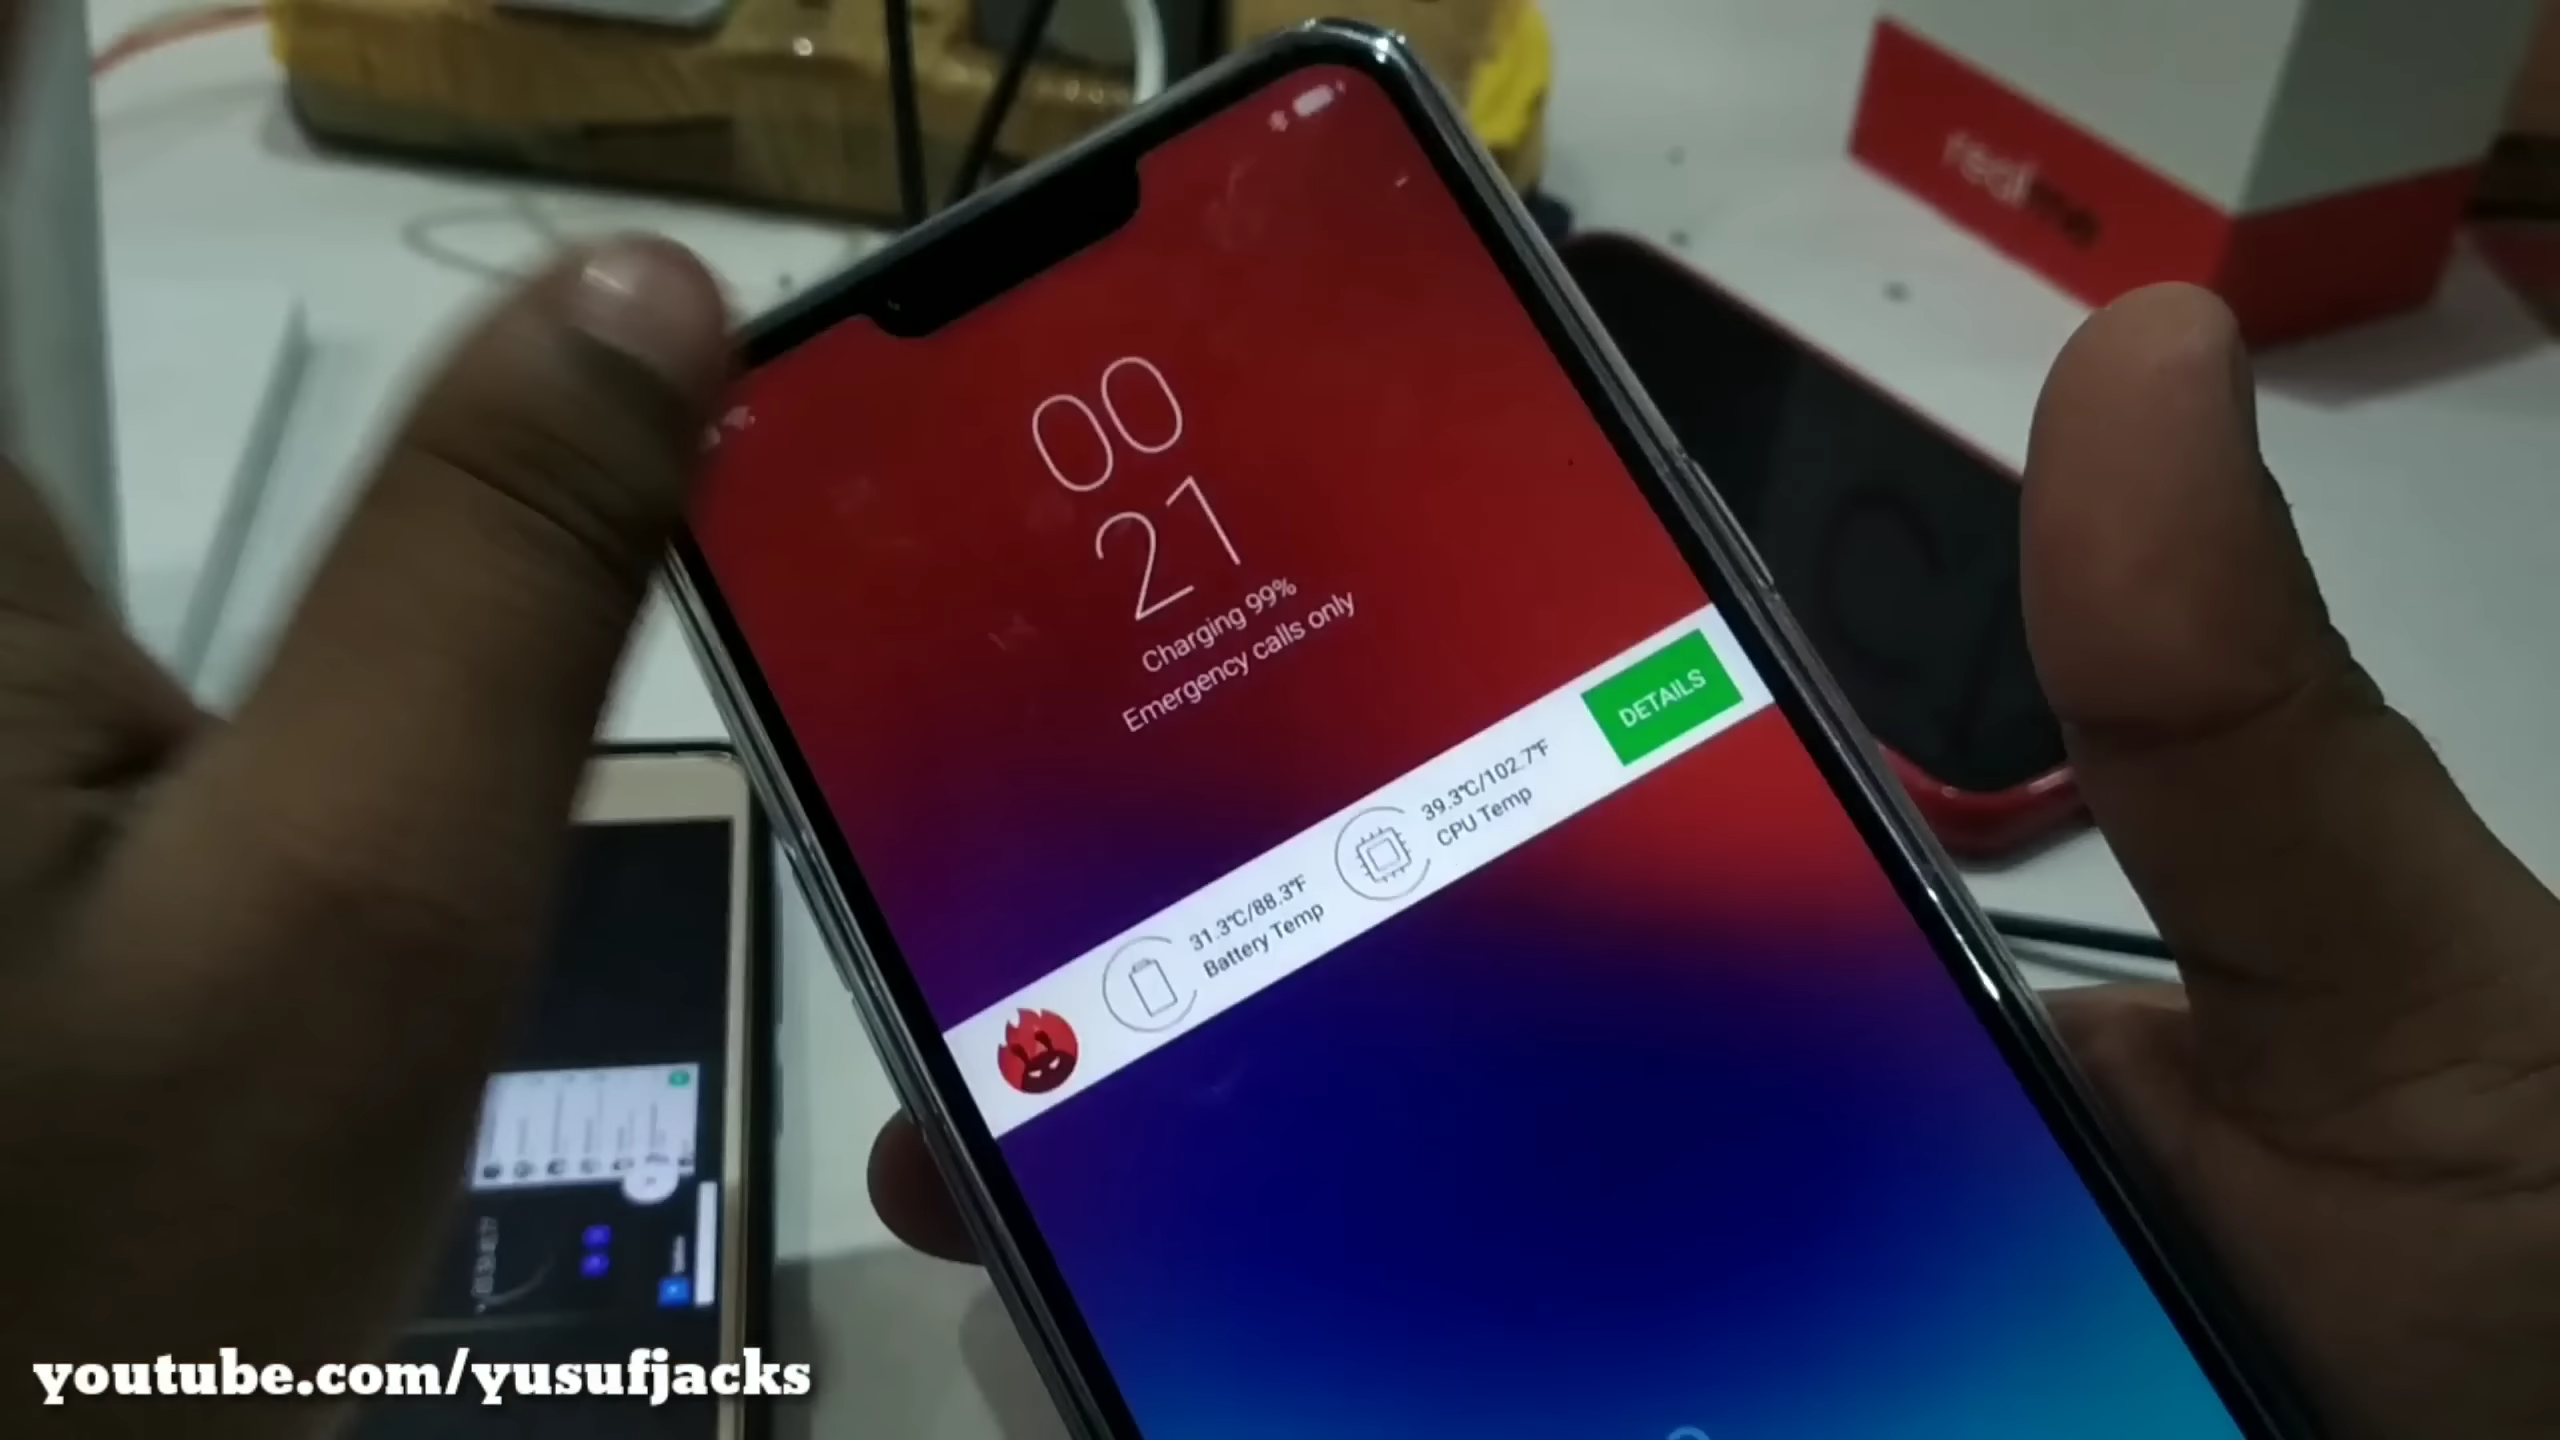 realme
00
21
Charging 99%
Emergency calls only
DETAILS
39.3°C/102.7°F
CPU Temp
31.3°C/88.3°F
Battery Temp
youtube.com/yusufjacks